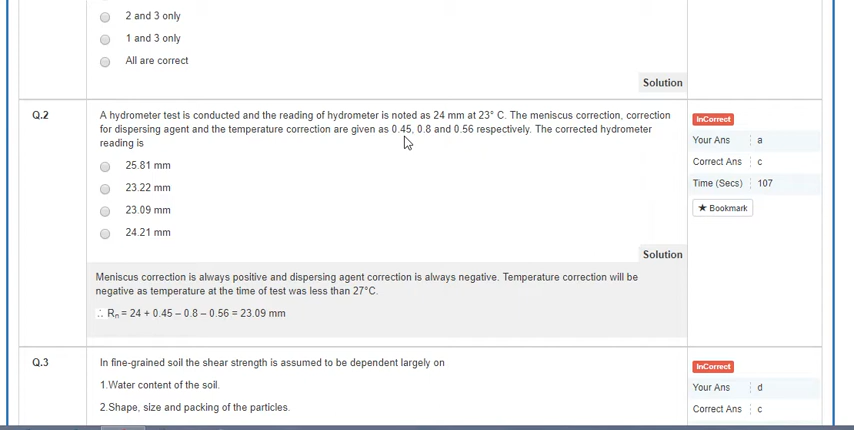 2 and 3 only
1 and 3 only
All are correct
Solution
Q.2
A hydrometer test is conducted and the reading of hydrometer is noted as 24 mm at 23° C. The meniscus correction, correction
for dispersing agent and the temperature correction are given as 0.45, 0.8 and 0.56 respectively. The corrected hydrometer
reading is
25.81 mm
23.22 mm
23.09 mm
24.21 mm
InCorrect
Your Ans : a
Correct Ans : c
Time (Secs) : 107
★ Bookmark
Solution
Meniscus correction is always positive and dispersing agent correction is always negative. Temperature correction will be
negative as temperature at the time of test was less than 27°C.
∴ Rn = 24 + 0.45 – 0.8 – 0.56 = 23.09 mm
Q.3
In fine-grained soil the shear strength is assumed to be dependent largely on
1.Water content of the soil.
2.Shape, size and packing of the particles.
InCorrect
Your Ans : d
Correct Ans : c